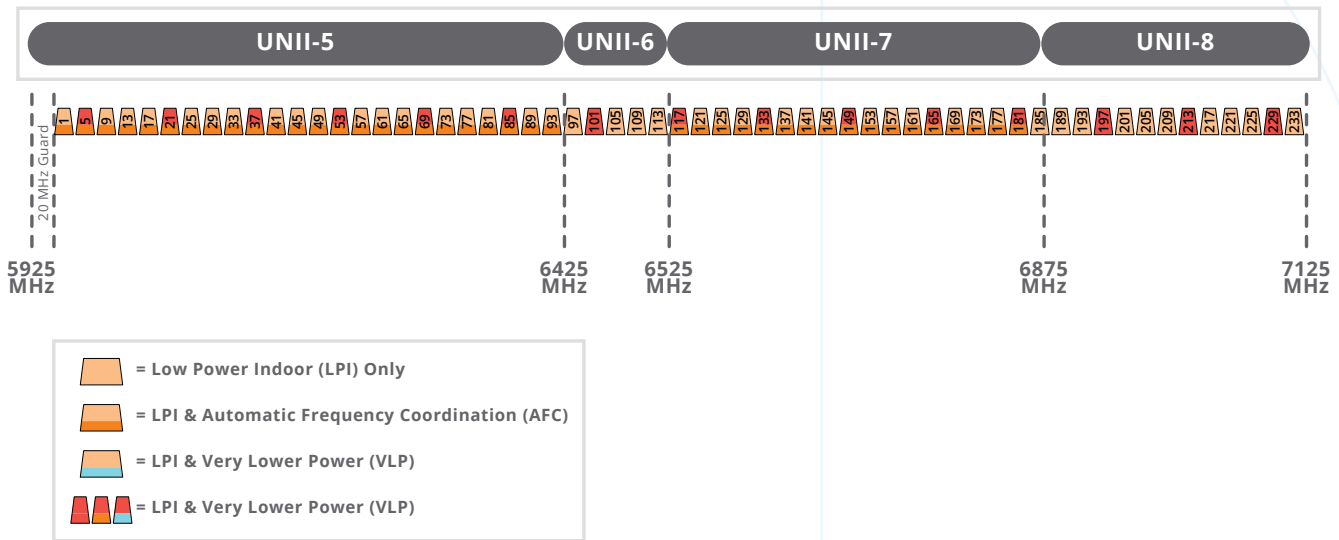 UNII-5 UNII-6 UNII-7 UNII-8
1 5 9 13 17 21 25 29 33 37 41 45 49 53 57 61 65 69 73 77 81 85 89 93 97 101 105 109 113 117 121 125 129 133 137 141 145 149 153 157 161 165 169 173 177 181 185 189 193 197 201 205 209 213 217 221 225 229 233
20 MHz Guard
5925 6425 6525 6875 7125
MHz MHz MHz MHz MHz
= Low Power Indoor (LPI) Only
= LPI & Automatic Frequency Coordination (AFC)
= LPI & Very Lower Power (VLP)
= LPI & Very Lower Power (VLP)